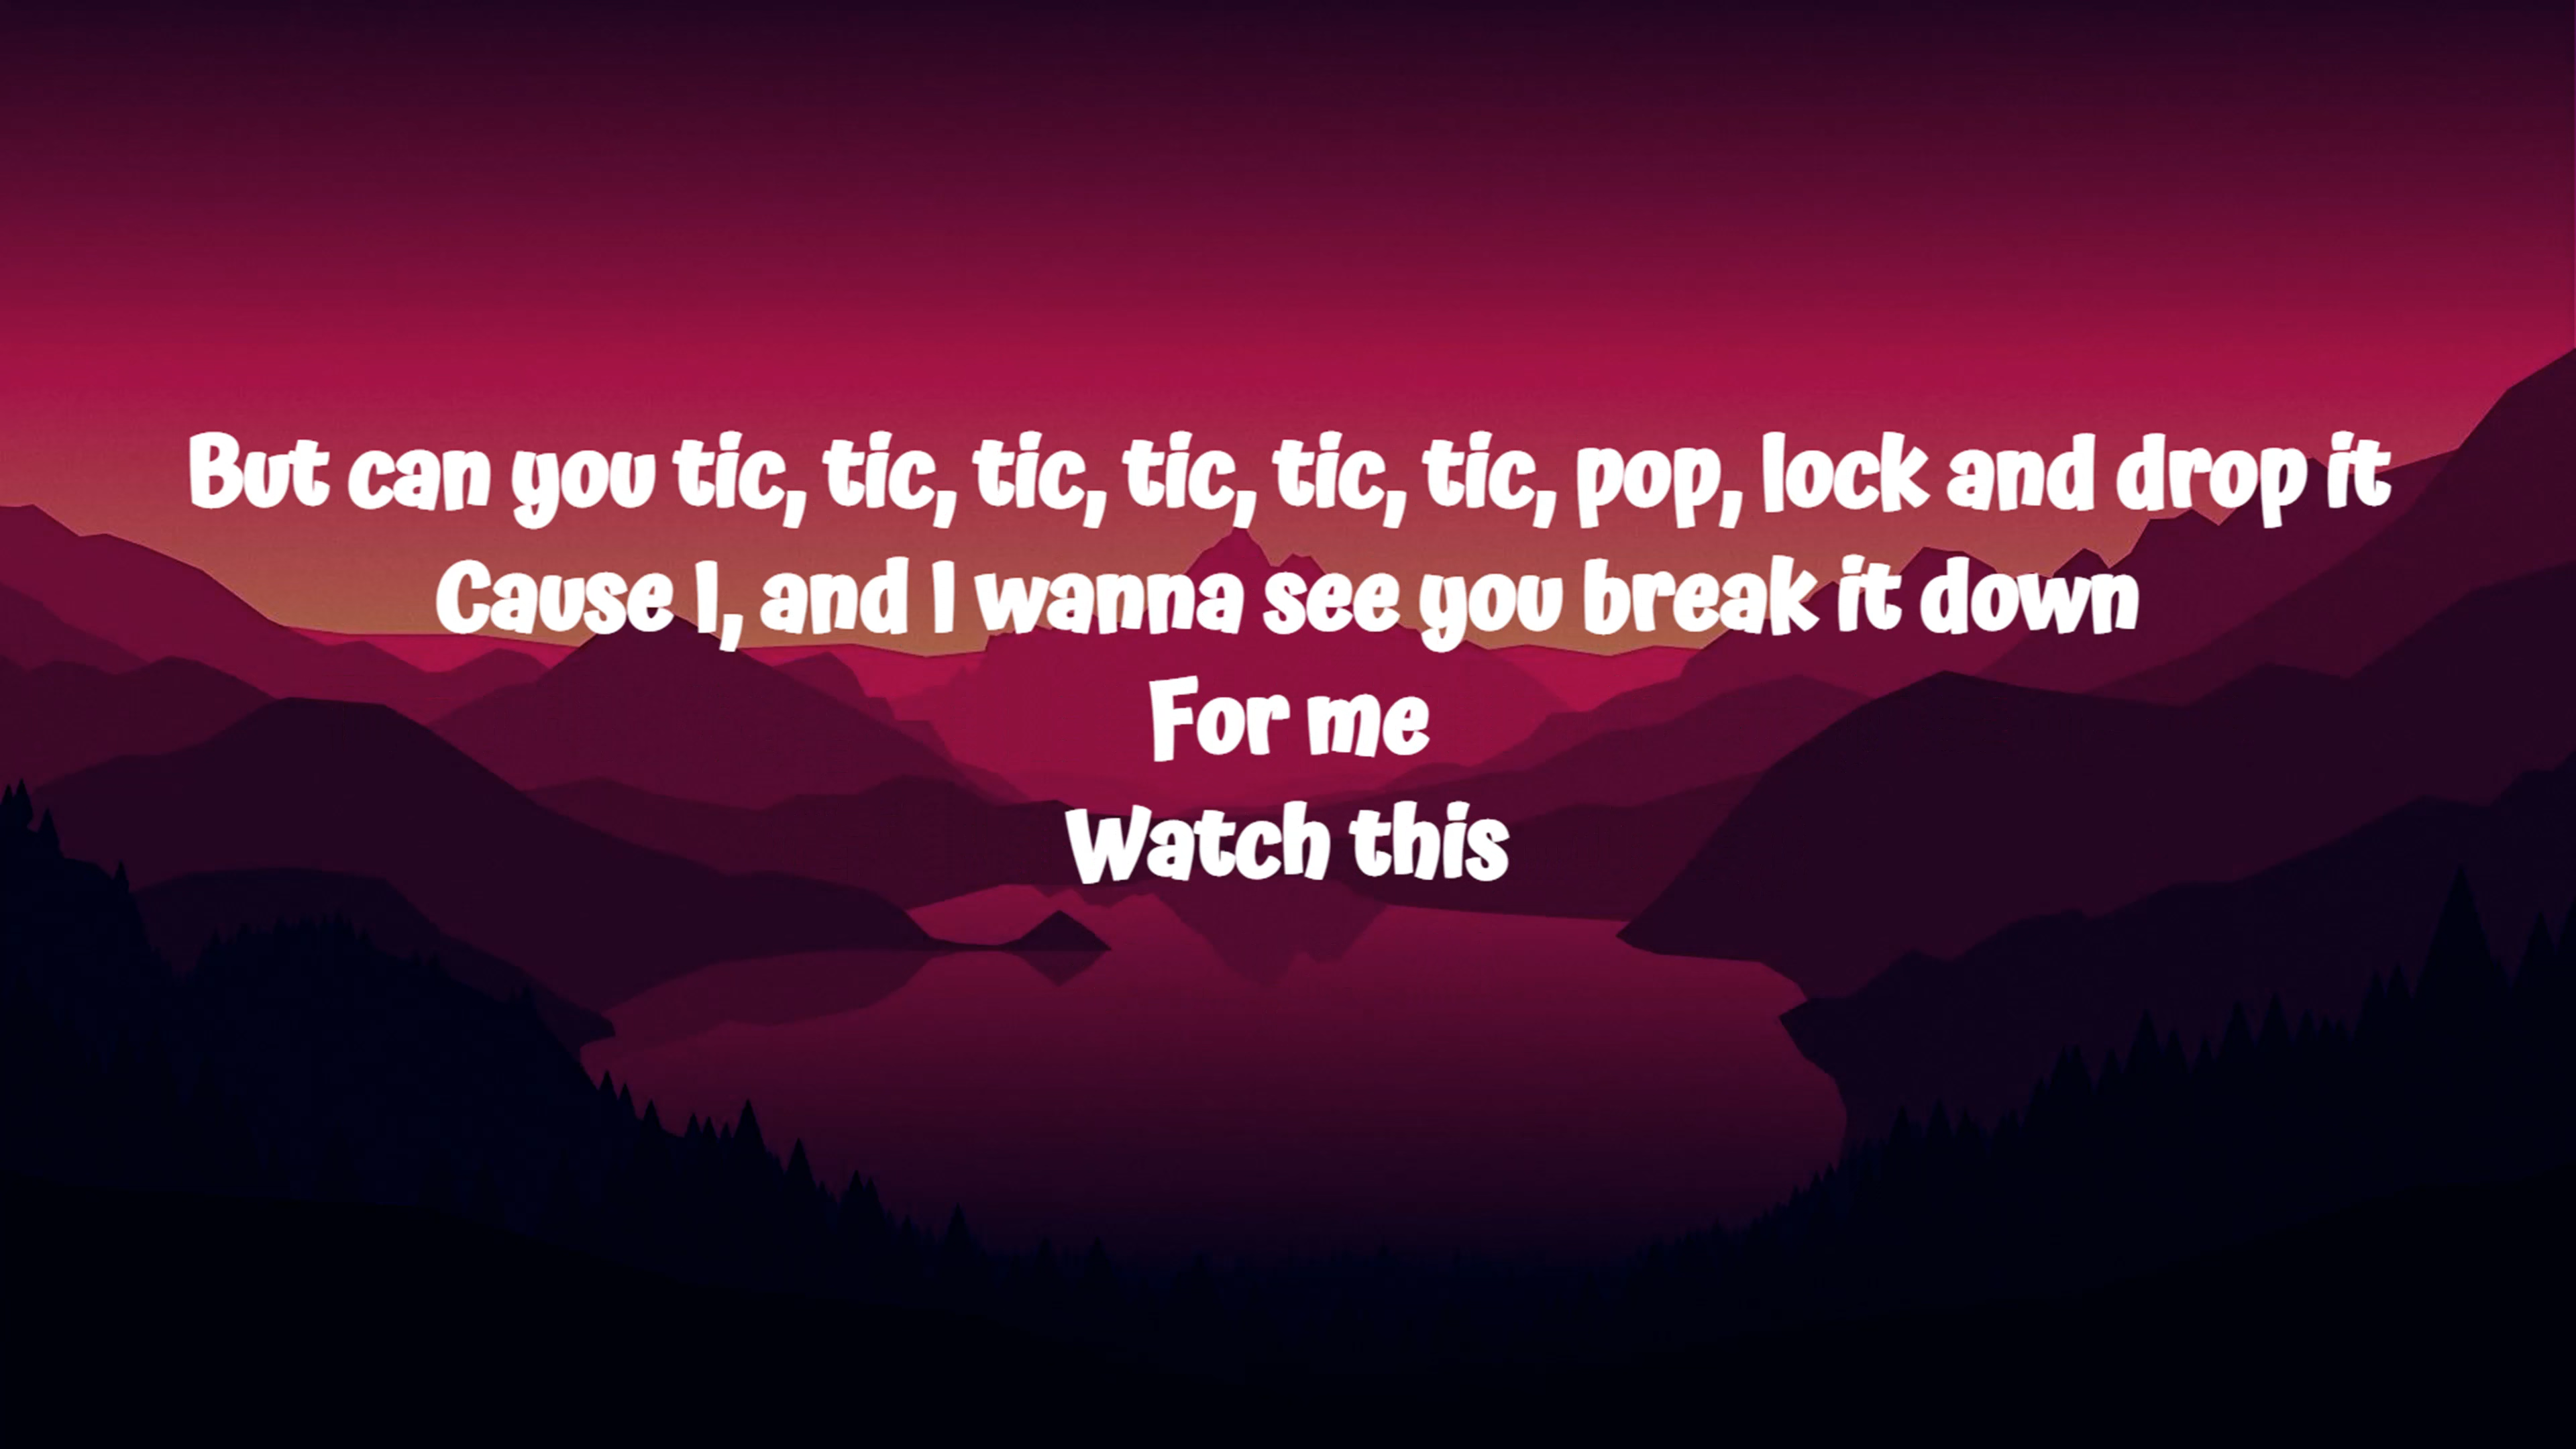 But can you tic, tic, tic, tic, tic, tic, pop, lock and drop it
Cause I, and I wanna see you break it down
For me
Watch this